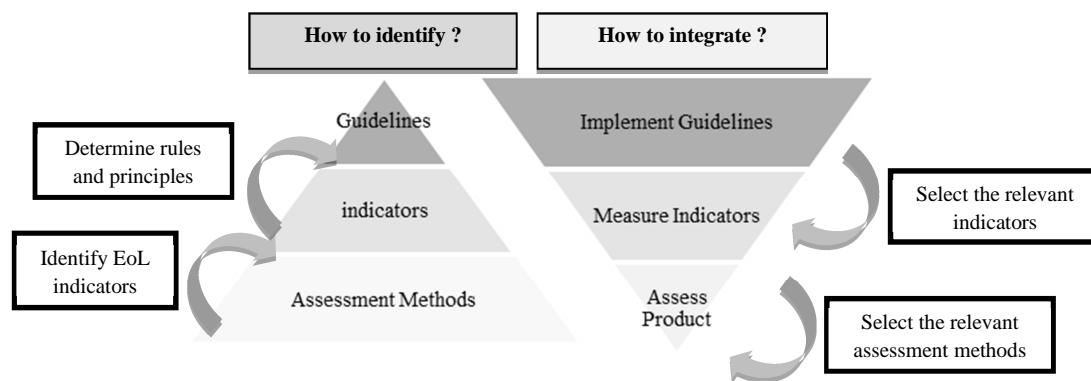 How to identify ?
How to integrate ?
Guidelines
Implement Guidelines
Determine rules
and principles
indicators
Measure Indicators
Select the relevant
indicators
Identify EoL
indicators
Assessment Methods
Assess
Product
Select the relevant
assessment methods